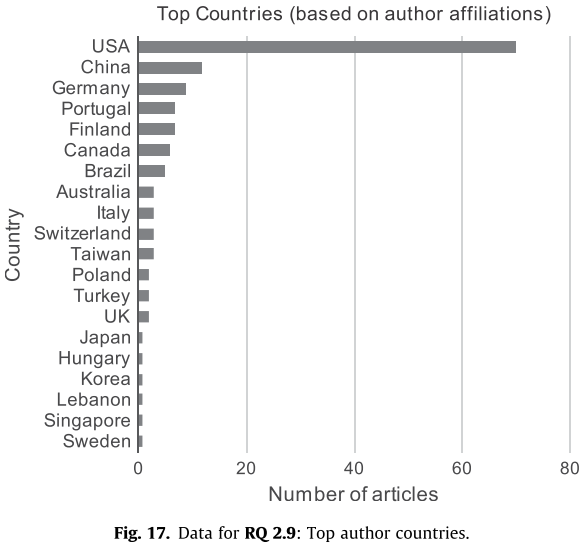 Top Countries (based on author affiliations)
USA
China
Germany
Portugal
Finland
Canada
Brazil
Australia
Italy
Switzerland
Taiwan
Poland
Turkey
UK
Japan
Hungary
Korea
Lebanon
Singapore
Sweden
Country
0 20 40 60 80
Number of articles
Fig. 17. Data for RQ 2.9: Top author countries.